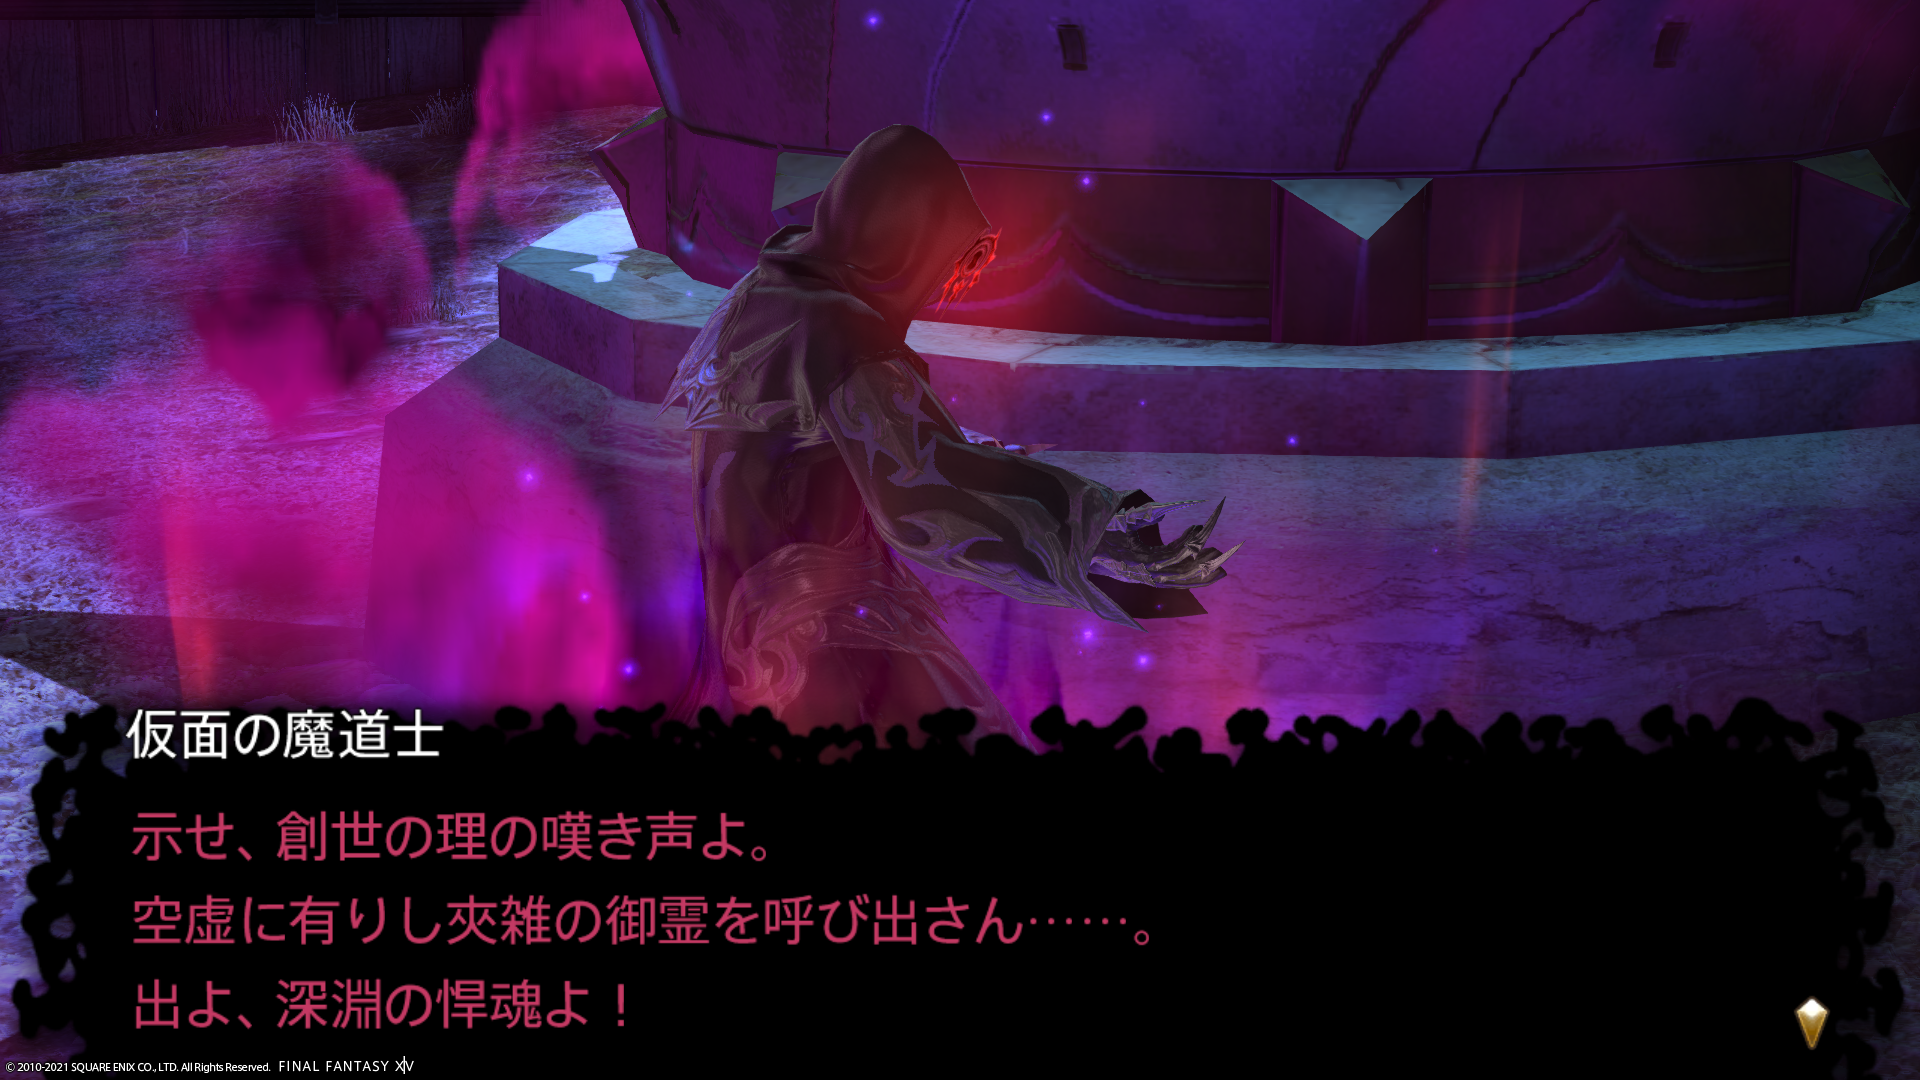 仮面の魔道士
示せ、創世の理の嘆き声よ。
空虚に有りし夾雑の御霊を呼び出さん……。
出よ、深淵の悍魂よ！
© 2010-2021 SQUARE ENIX CO., LTD. All Rights Reserved. FINAL FANTASY XIV